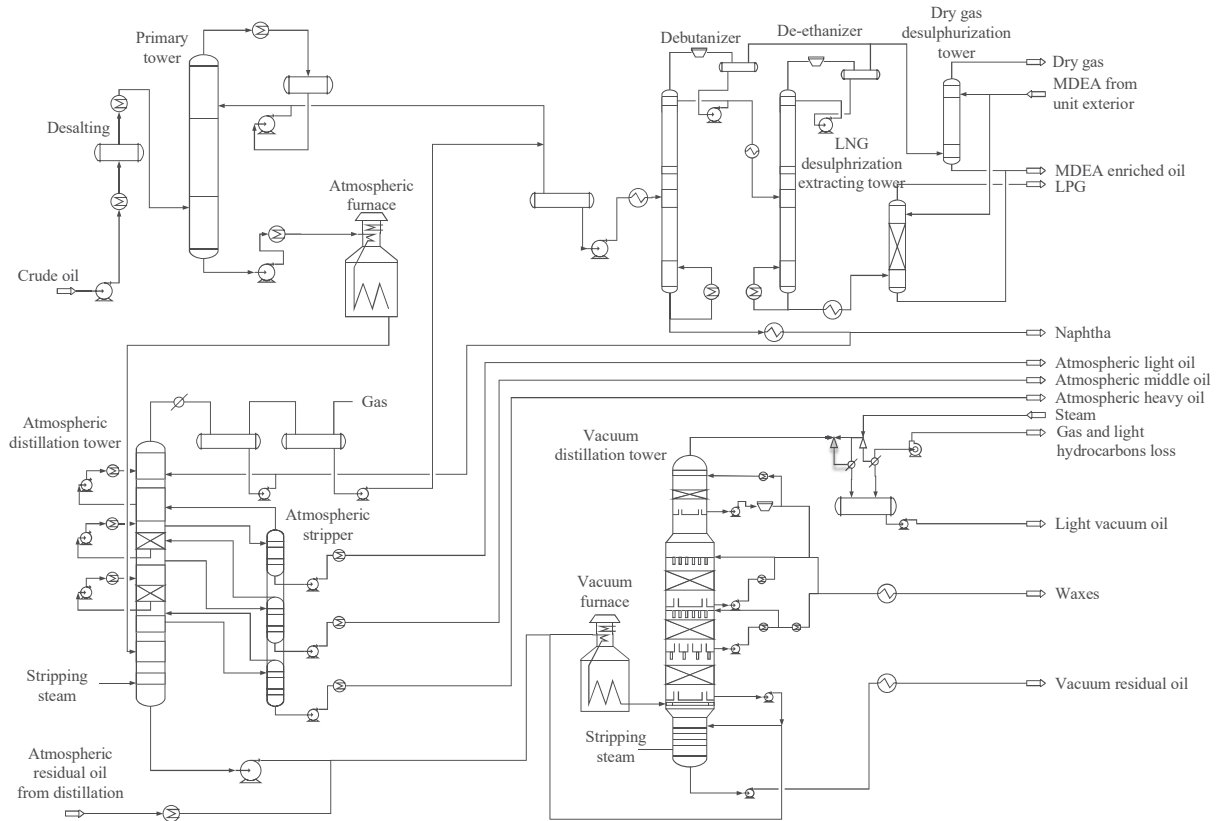 Primary
tower
Desalting
Crude oil
Atmospheric
furnace
Debutanizer
De-ethanizer
Dry gas
desulphurization
tower
LNG
desulphrization
extracting tower
Dry gas
MDEA from
unit exterior
MDEA enriched oil
LPG
Naphtha
Atmospheric light oil
Atmospheric middle oil
Atmospheric heavy oil
Steam
Gas and light
hydrocarbons loss
Light vacuum oil
Waxes
Vacuum residual oil
Gas
Atmospheric
distillation tower
Atmospheric
stripper
Vacuum
distillation tower
Vacuum
furnace
Stripping
steam
Stripping
steam
Atmospheric
residual oil
from distillation